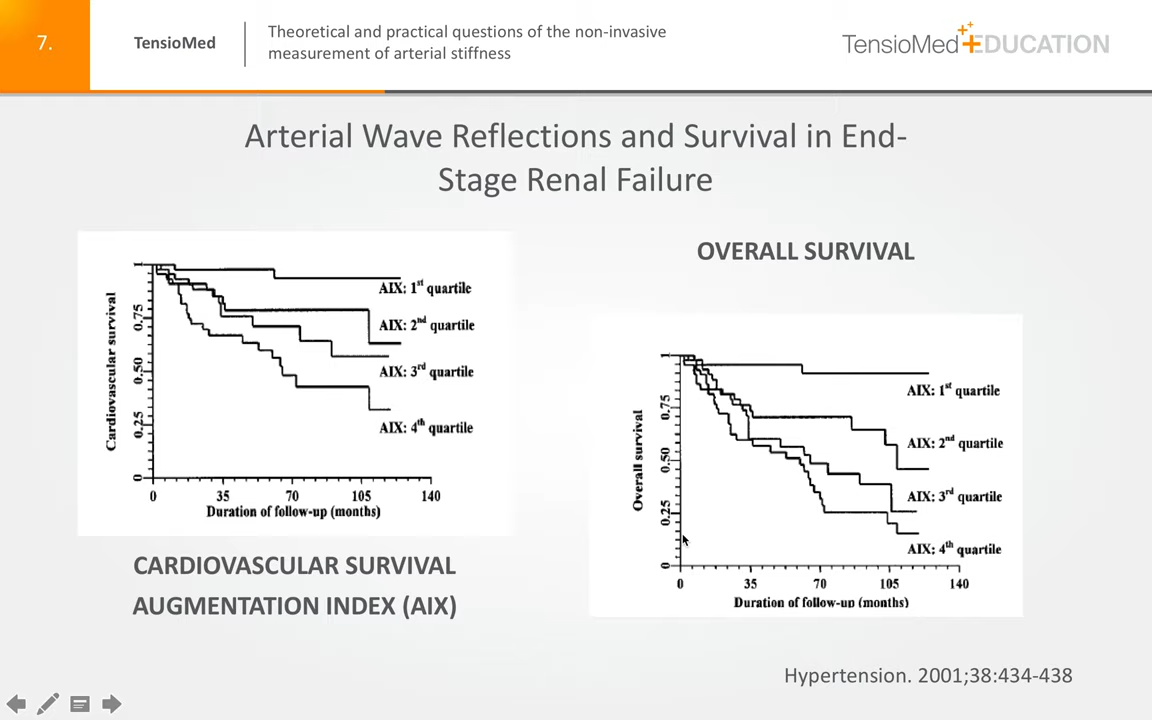 7.
TensioMed
Theoretical and practical questions of the non-invasive
measurement of arterial stiffness
TensioMed EDUCATION
Arterial Wave Reflections and Survival in End-
Stage Renal Failure
Cardiovascular survival
1
0.75
0.50
0.25
0
AIX: 1st quartile
AIX: 2nd quartile
AIX: 3rd quartile
AIX: 4th quartile
0 35 70 105 140
Duration of follow-up (months)
CARDIOVASCULAR SURVIVAL
AUGMENTATION INDEX (AIX)
OVERALL SURVIVAL
Overall survival
1
0.75
0.50
0.25
0
AIX: 1st quartile
AIX: 2nd quartile
AIX: 3rd quartile
AIX: 4th quartile
0 35 70 105 140
Duration of follow-up (months)
Hypertension. 2001;38:434-438